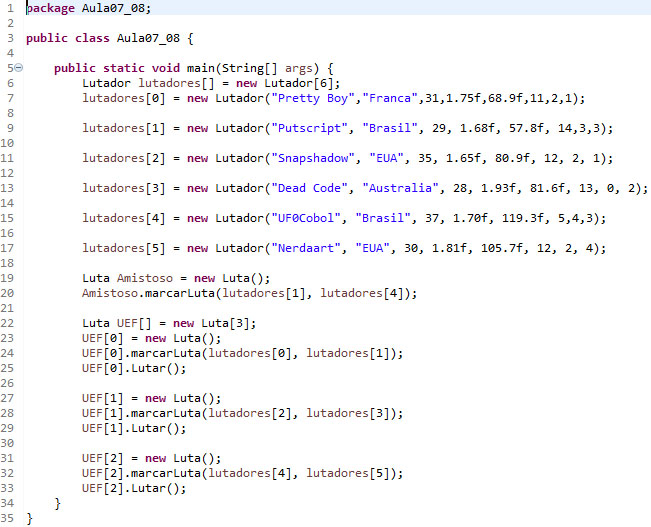 1 package Aula07_08;
2
3 public class Aula07_08 {
4
5 public static void main(String[] args) {
6 Lutador lutadores[] = new Lutador[6];
7 lutadores[0] = new Lutador("Pretty Boy","Franca",31,1.75f,68.9f,11,2,1);
8
9 lutadores[1] = new Lutador("Putscript", "Brasil", 29, 1.68f, 57.8f, 14,3,3);
10
11 lutadores[2] = new Lutador("Snapshadow", "EUA", 35, 1.65f, 80.9f, 12, 2, 1);
12
13 lutadores[3] = new Lutador("Dead Code", "Australia", 28, 1.93f, 81.6f, 13, 0, 2);
14
15 lutadores[4] = new Lutador("UF0Cobol", "Brasil", 37, 1.70f, 119.3f, 5,4,3);
16
17 lutadores[5] = new Lutador("Nerdaart", "EUA", 30, 1.81f, 105.7f, 12, 2, 4);
18
19 Luta Amistoso = new Luta();
20 Amistoso.marcarLuta(lutadores[1], lutadores[4]);
21
22 Luta UEF[] = new Luta[3];
23 UEF[0] = new Luta();
24 UEF[0].marcarLuta(lutadores[0], lutadores[1]);
25 UEF[0].Lutar();
26
27 UEF[1] = new Luta();
28 UEF[1].marcarLuta(lutadores[2], lutadores[3]);
29 UEF[1].Lutar();
30
31 UEF[2] = new Luta();
32 UEF[2].marcarLuta(lutadores[4], lutadores[5]);
33 UEF[2].Lutar();
34 }
35 }